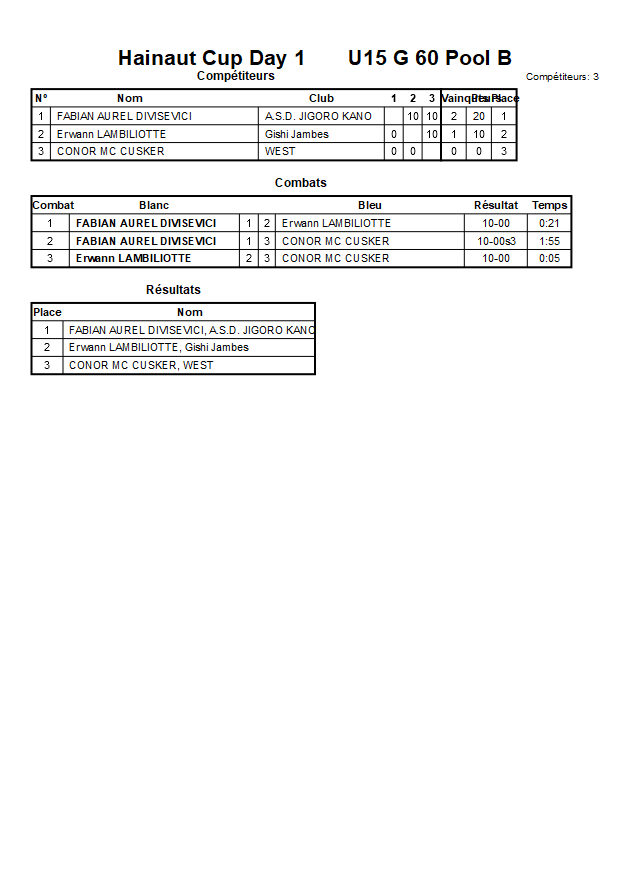 Hainaut Cup Day 1 U15 G 60 Pool B
Compétiteurs Compétiteurs: 3
Nº Nom Club 1 2 3 Vainqueurs Pts Place
1 FABIAN AUREL DIVISEVICI A.S.D. JIGORO KANO 10 10 2 20 1
2 Erwann LAMBILIOTTE Gishi Jambes 0 10 1 10 2
3 CONOR MC CUSKER WEST 0 0 0 0 3
Combats
Combat Blanc Bleu Résultat Temps
1 FABIAN AUREL DIVISEVICI 1 2 Erwann LAMBILIOTTE 10-00 0:21
2 FABIAN AUREL DIVISEVICI 1 3 CONOR MC CUSKER 10-00s3 1:55
3 Erwann LAMBILIOTTE 2 3 CONOR MC CUSKER 10-00 0:05
Résultats
Place Nom
1 FABIAN AUREL DIVISEVICI, A.S.D. JIGORO KANO
2 Erwann LAMBILIOTTE, Gishi Jambes
3 CONOR MC CUSKER, WEST